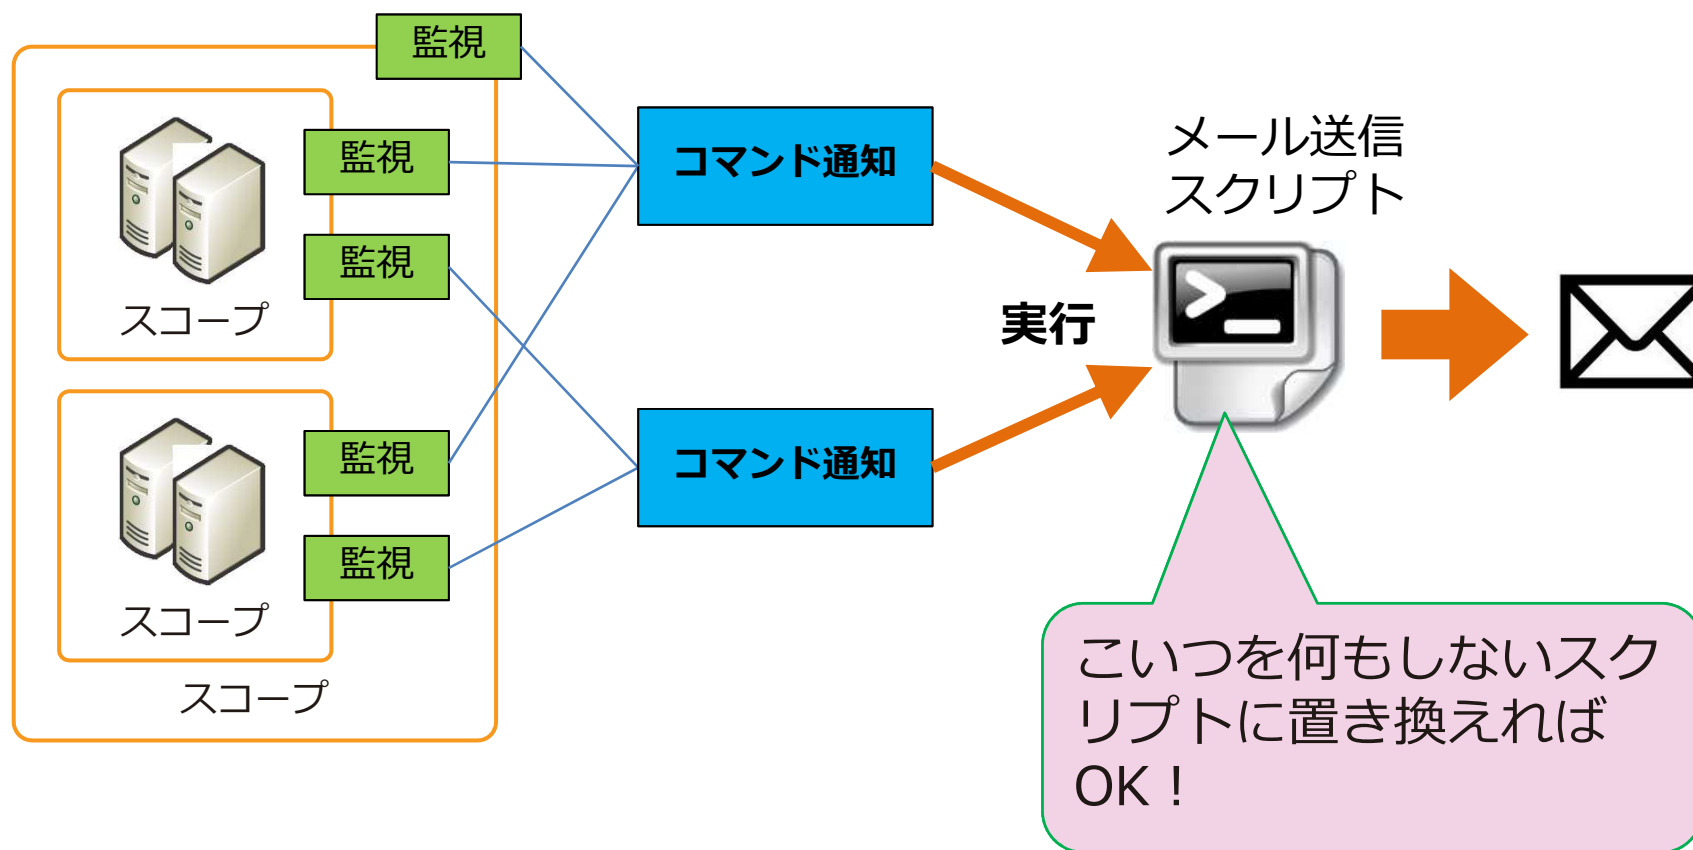 監視
監視
監視
スコープ
監視
監視
スコープ
スコープ
コマンド通知
コマンド通知
実行
メール送信
スクリプト
こいつを何もしないスク
リプトに置き換えれば
OK！